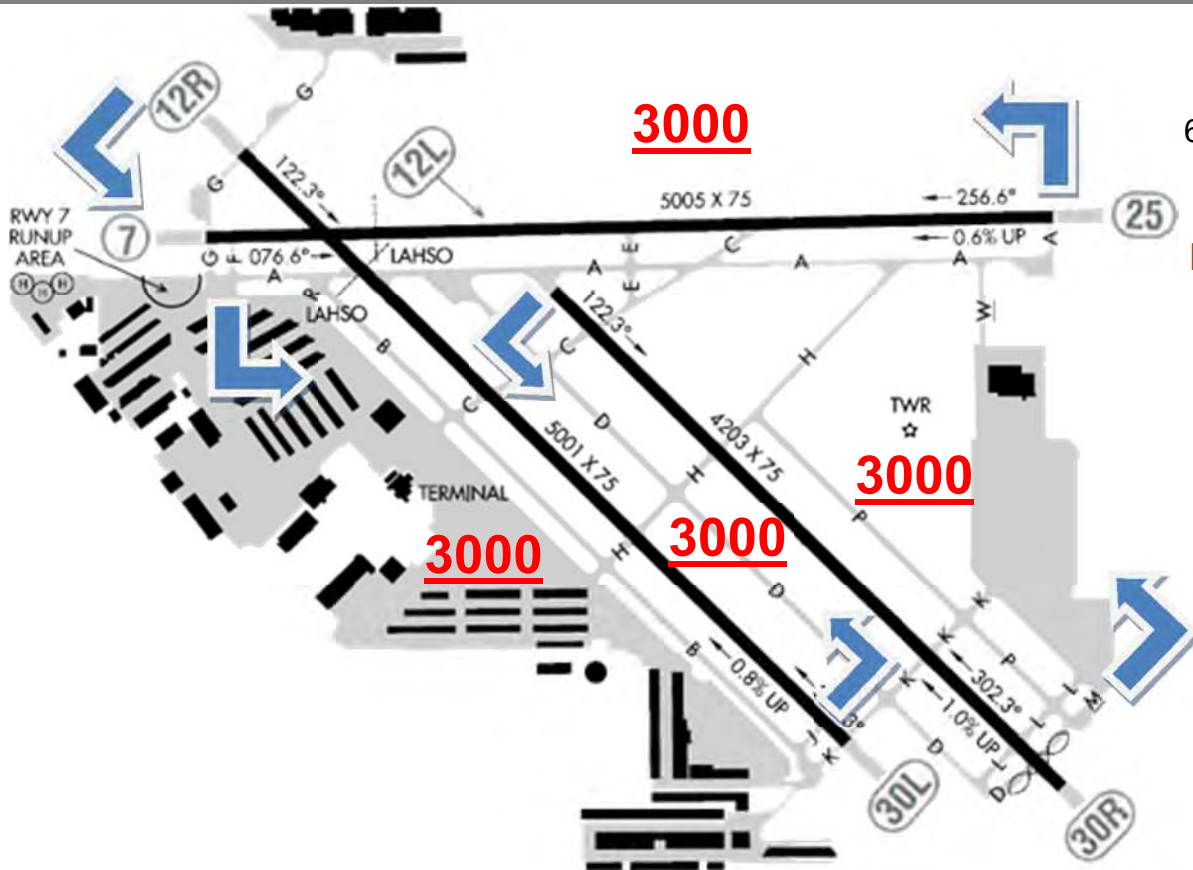 12R
3000
6
G
122.3°
12L
G
5005 X 75
← 256.6°
25
RWY 7
RUNUP
AREA
7
G
F
076.6° →
LAHSO
E
C
← 0.6% UP
A
H H H
A
R
LAHSO
A
E
A
A
122.3°
W
B
C
C
H
D
4203 X 75
TWR
5001 X 75
H
3000
TERMINAL
P
3000
3000
H
D
K
K
B
P
0.8% UP
302.3°
K
L
M
1.0% UP
L
D
K
L
D
30L
30R